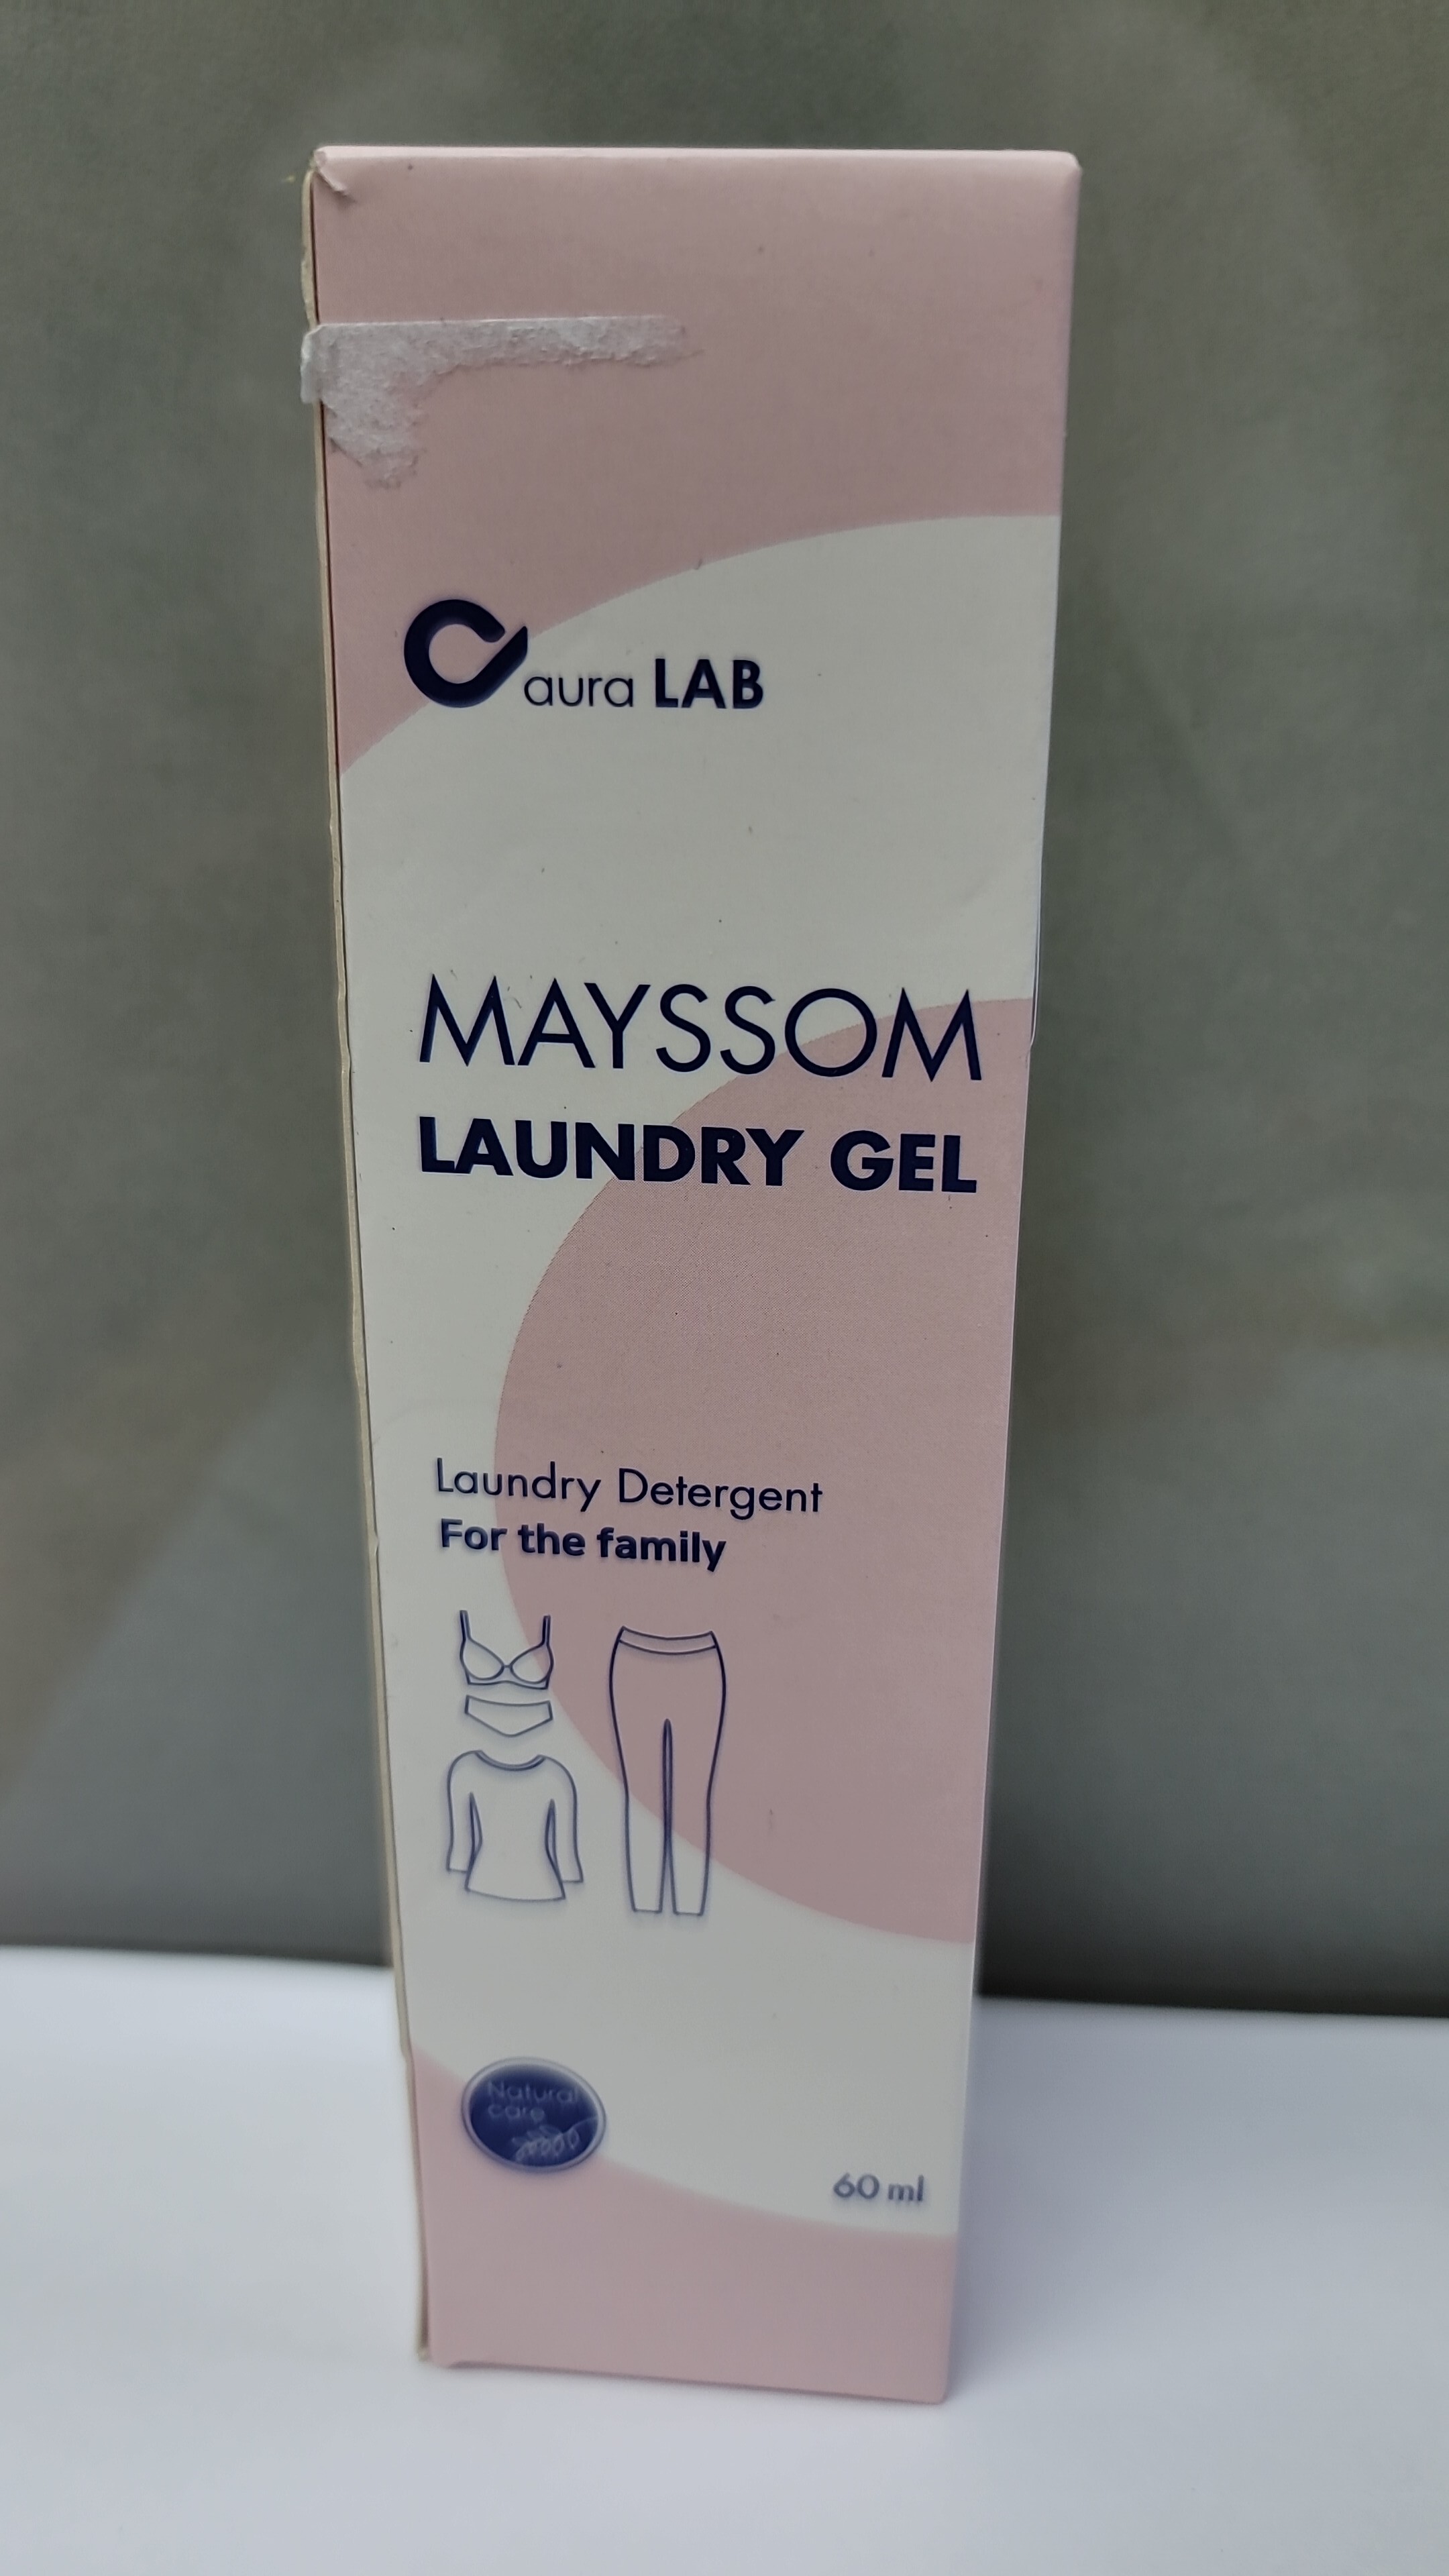 aura LAB
MAYSSOM
LAUNDRY GEL
Laundry Detergent
For the family
Natural
care
60 ml